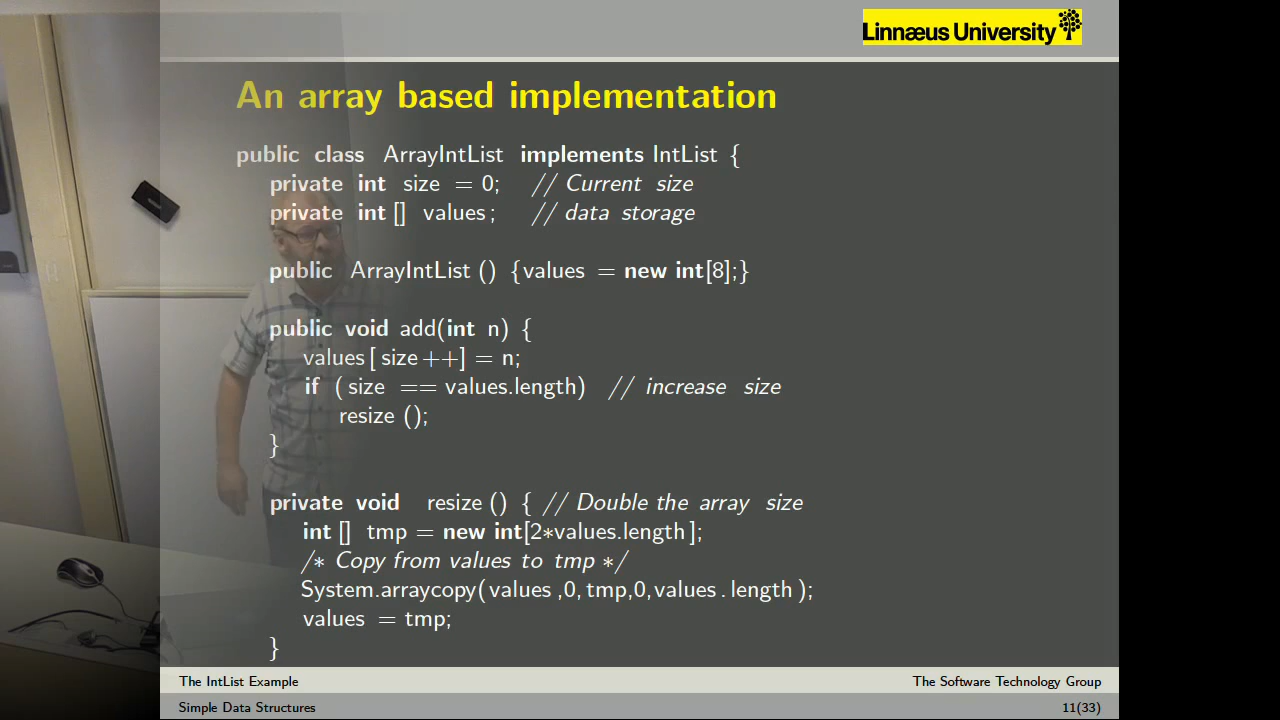 Linnæus University
An array based implementation
public class ArrayIntList implements IntList {
private int size = 0; // Current size
private int [] values ; // data storage
public ArrayIntList () {values = new int[8];}
public void add(int n) {
values [ size ++] = n;
if ( size == values.length) // increase size
resize ();
}
private void resize () { // Double the array size
int [] tmp = new int[2*values.length ];
/* Copy from values to tmp */
System.arraycopy( values ,0, tmp,0,values . length );
values = tmp;
}
The IntList Example
The Software Technology Group
Simple Data Structures
11(33)